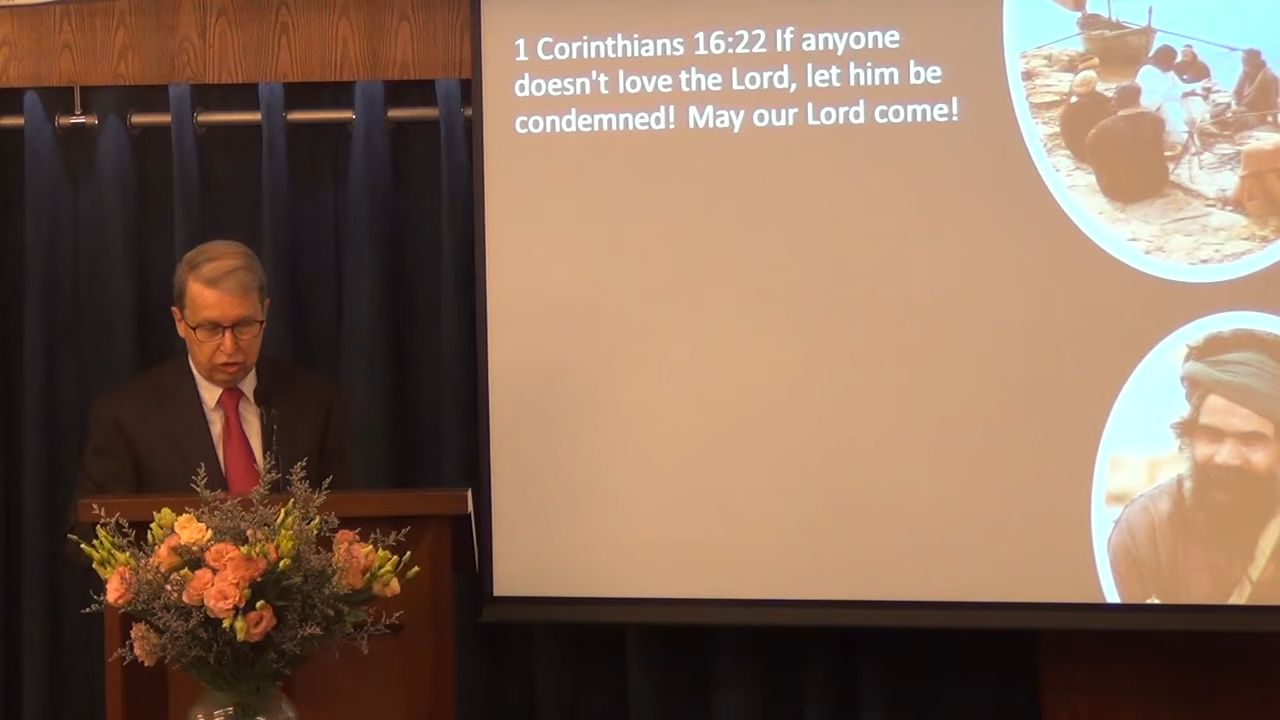 1 Corinthians 16:22 If anyone
doesn't love the Lord, let him be
condemned! May our Lord come!